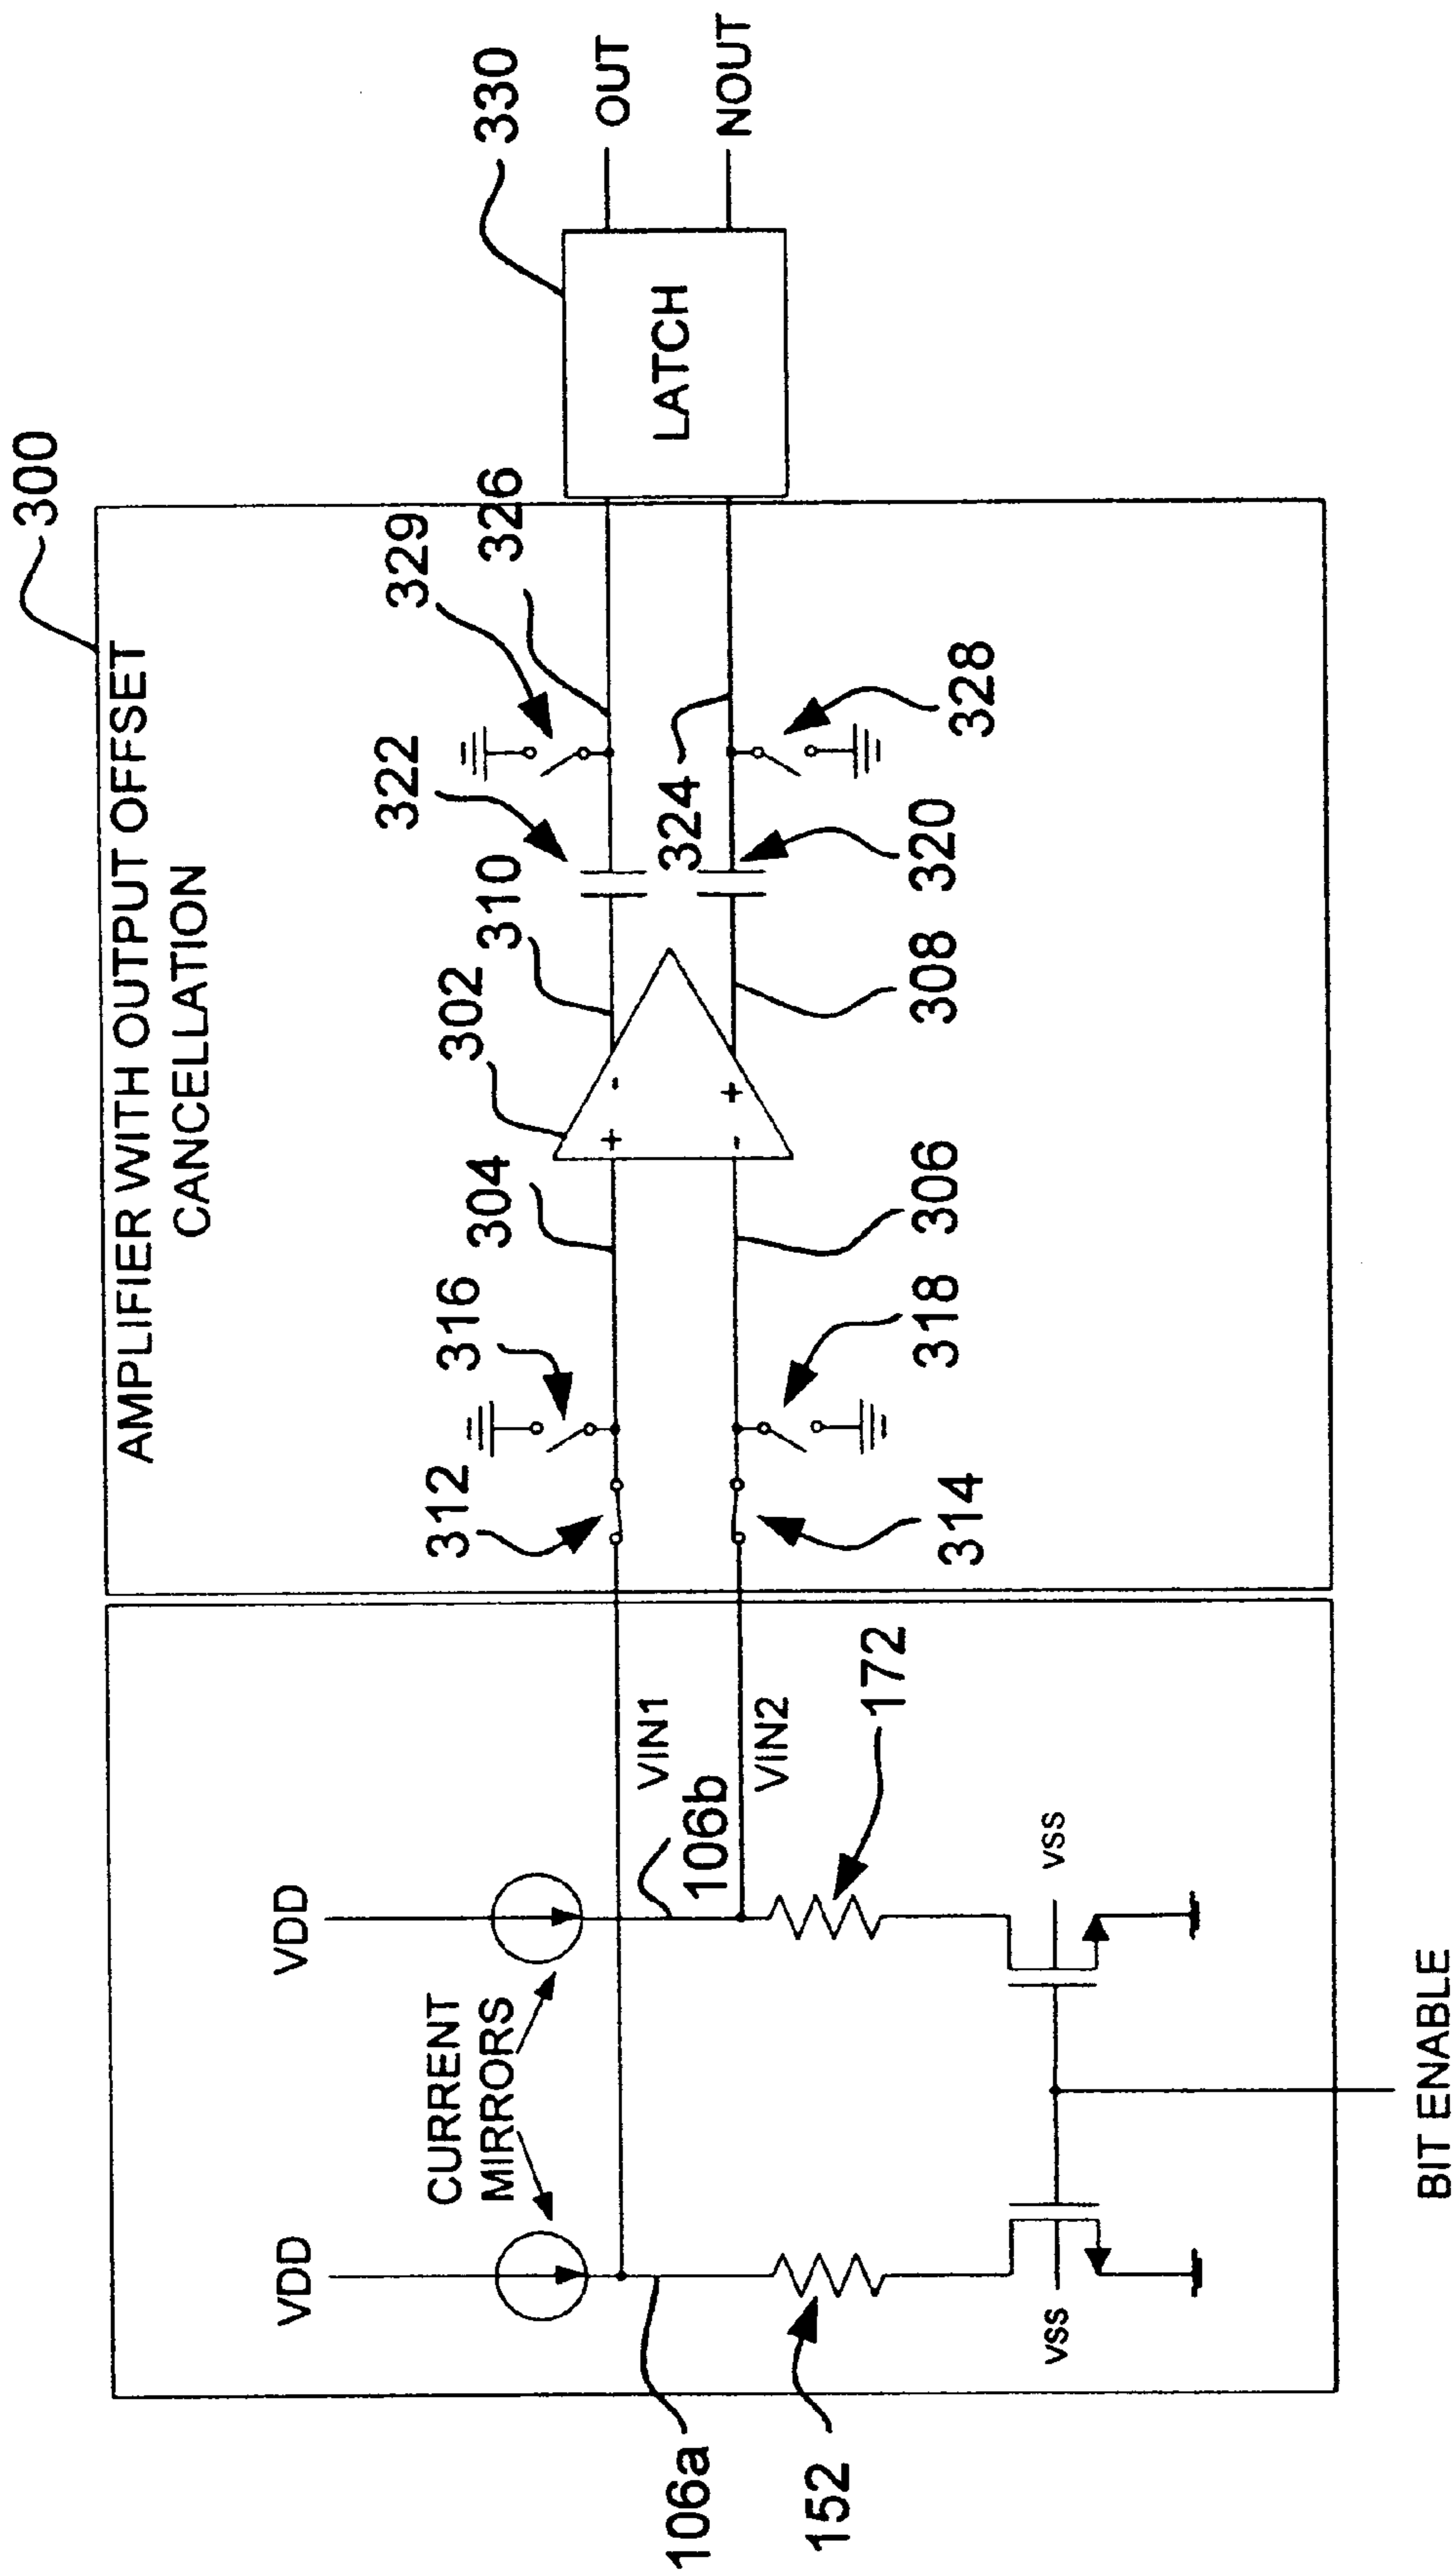 300
AMPLIFIER WITH OUTPUT OFFSET
CANCELLATION
330
OUT
NOUT
LATCH
329
326
322
324
328
310
302
320
308
304
306
316
318
312
314
+
-
-
+
VDD
VDD
CURRENT
MIRRORS
VIN1
106b
VIN2
172
106a
152
vss
vss
BIT ENABLE